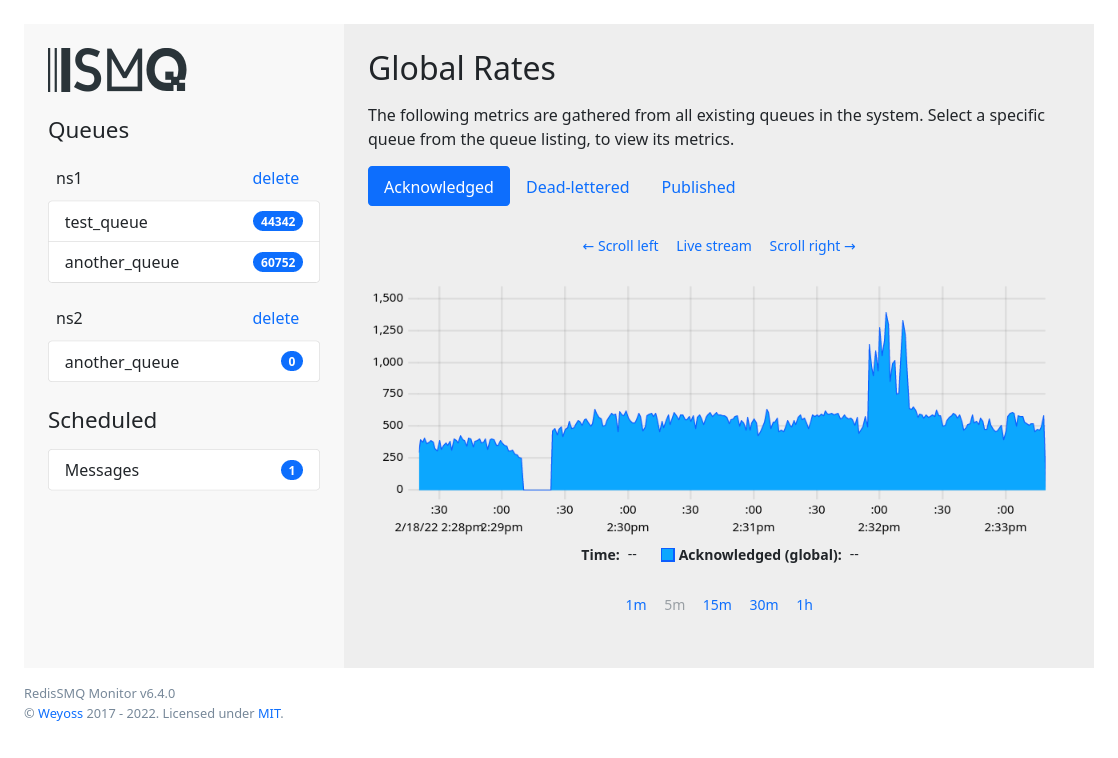 SMQ
Queues
ns1 delete
test_queue 44342
another_queue 60752
ns2 delete
another_queue 0
Scheduled
Messages 1
Global Rates
The following metrics are gathered from all existing queues in the system. Select a specific
queue from the queue listing, to view its metrics.
Acknowledged Dead-lettered Published
← Scroll left Live stream Scroll right →
1,500
1,250
1,000
750
500
250
0
:30 :00 :30 :00 :30 :00 :30 :00 :30 :00
2/18/22 2:28pm 2:29pm 2:30pm 2:31pm 2:32pm 2:33pm
Time: -- Acknowledged (global): --
1m 5m 15m 30m 1h
RedisSMQ Monitor v6.4.0
© Weyoss 2017 - 2022. Licensed under MIT.